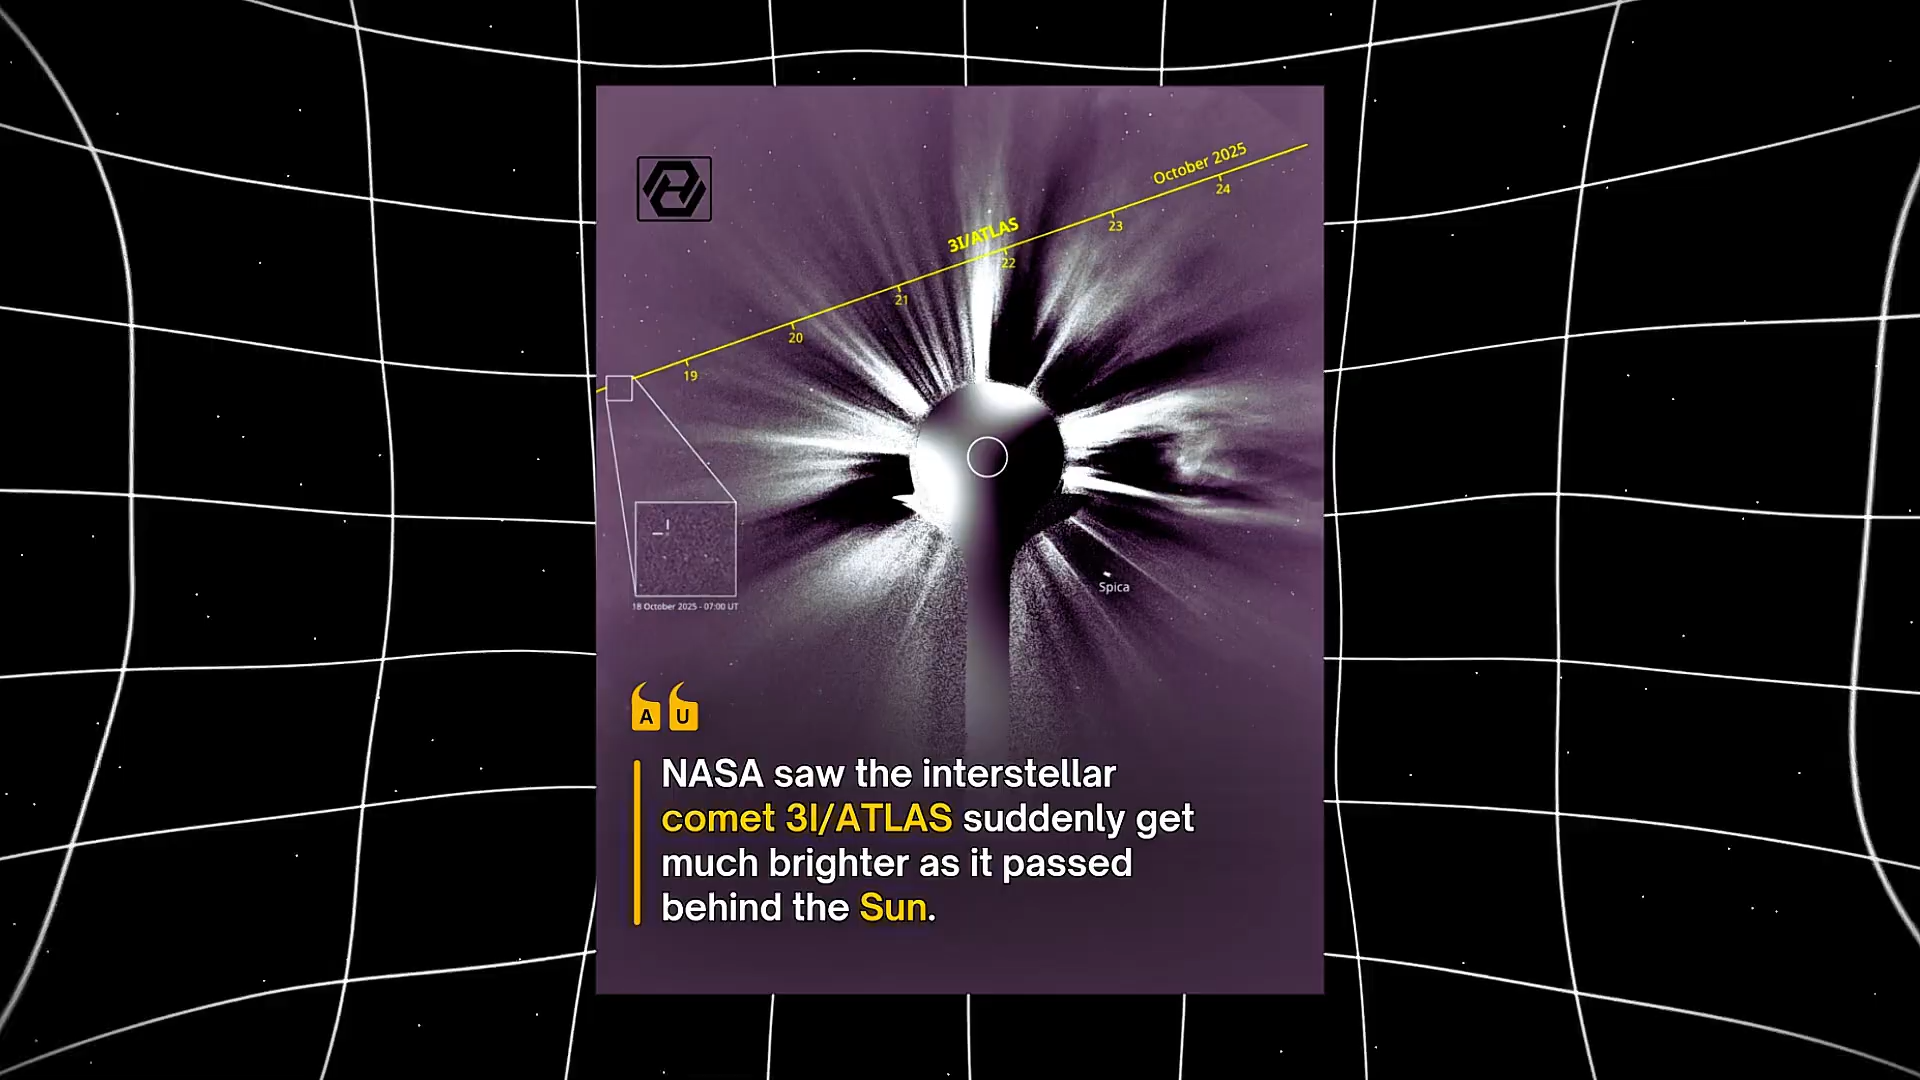 October 2025
24
23
3I/ATLAS
22
21
20
19
18 October 2025 - 07:00 UT
Spica
A U
NASA saw the interstellar
comet 3I/ATLAS suddenly get
much brighter as it passed
behind the Sun.